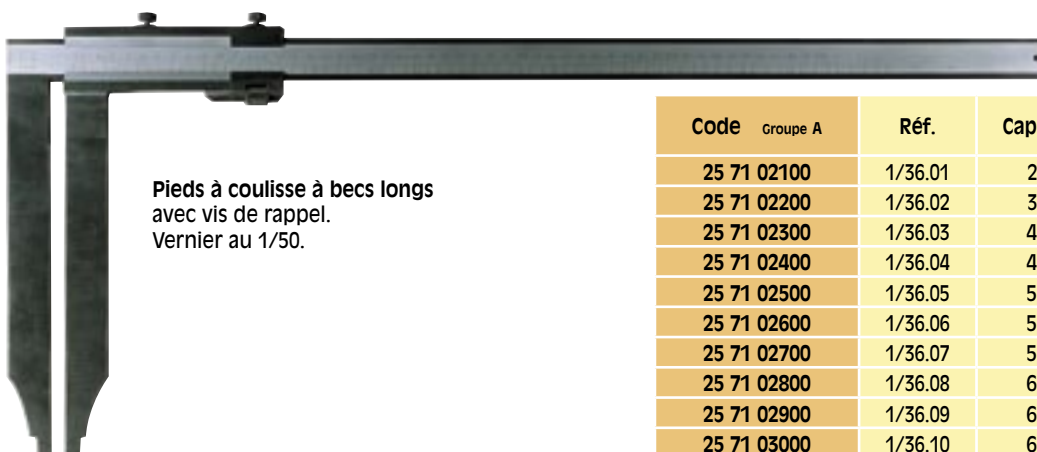 Pieds à coulisse à becs longs
avec vis de rappel.
Vernier au 1/50.
Code Groupe A Réf. Cap
25 71 02100 1/36.01 2
25 71 02200 1/36.02 3
25 71 02300 1/36.03 4
25 71 02400 1/36.04 4
25 71 02500 1/36.05 5
25 71 02600 1/36.06 5
25 71 02700 1/36.07 5
25 71 02800 1/36.08 6
25 71 02900 1/36.09 6
25 71 03000 1/36.10 6